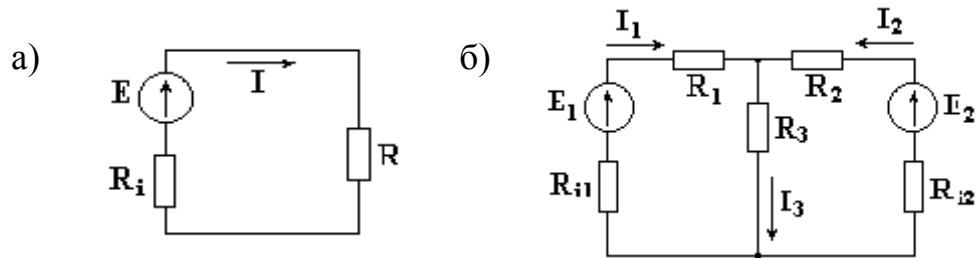 а)
E
I
Rᵢ
R
б)
I₁
I₂
R₁
R₂
E₁
E₂
R₃
Rᵢ₁
Rᵢ₂
I₃